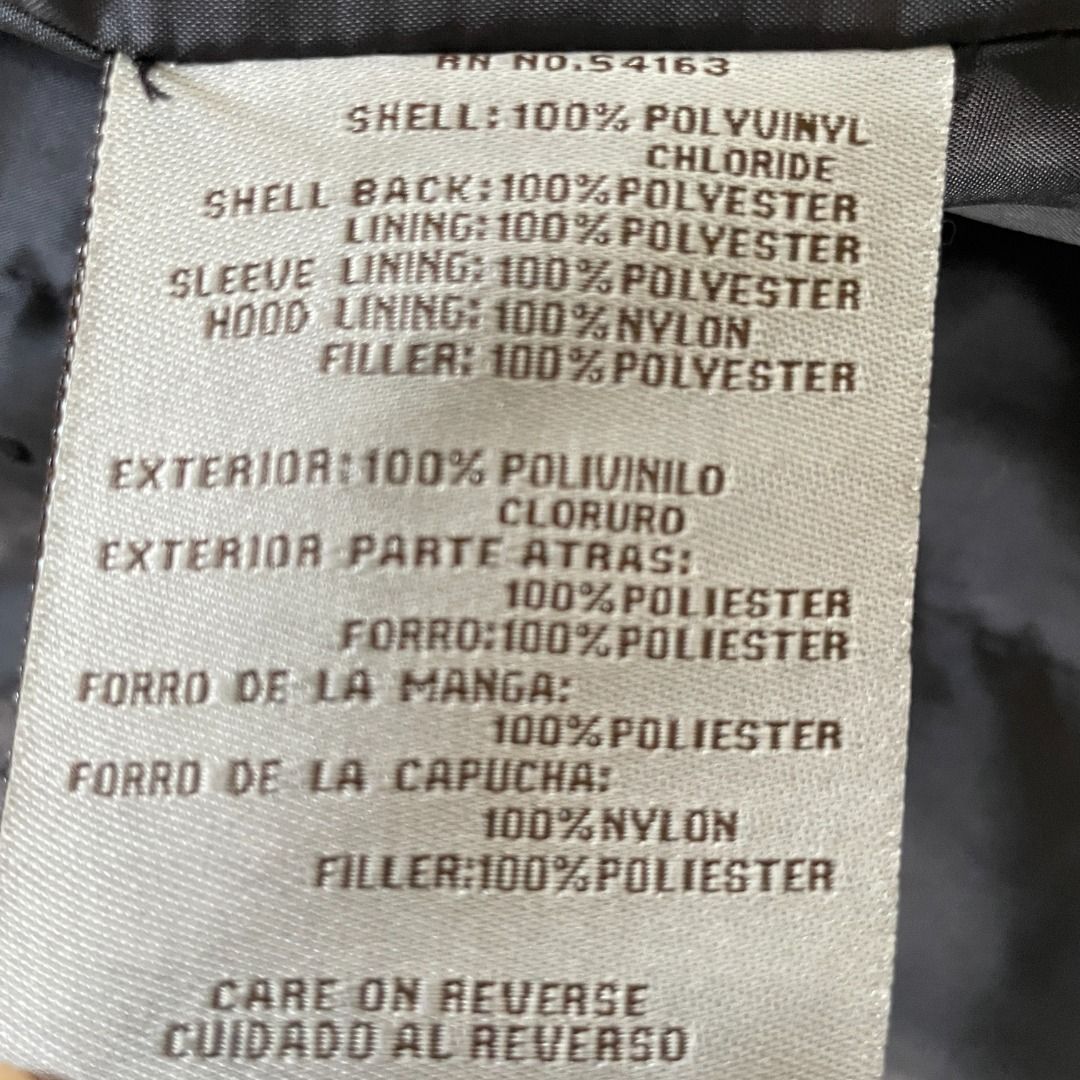 RN NO.54163
SHELL: 100% POLYVINYL
CHLORIDE
SHELL BACK: 100% POLYESTER
LINING: 100% POLYESTER
SLEEVE LINING: 100% POLYESTER
HOOD LINING: 100% NYLON
FILLER: 100% POLYESTER
EXTERIOR: 100% POLIVINILO
CLORURO
EXTERIOR PARTE ATRAS:
100% POLIESTER
FORRO: 100% POLIESTER
FORRO DE LA MANGA:
100% POLIESTER
FORRO DE LA CAPUCHA:
100% NYLON
FILLER: 100% POLIESTER
CARE ON REVERSE
CUIDADO AL REVERSO